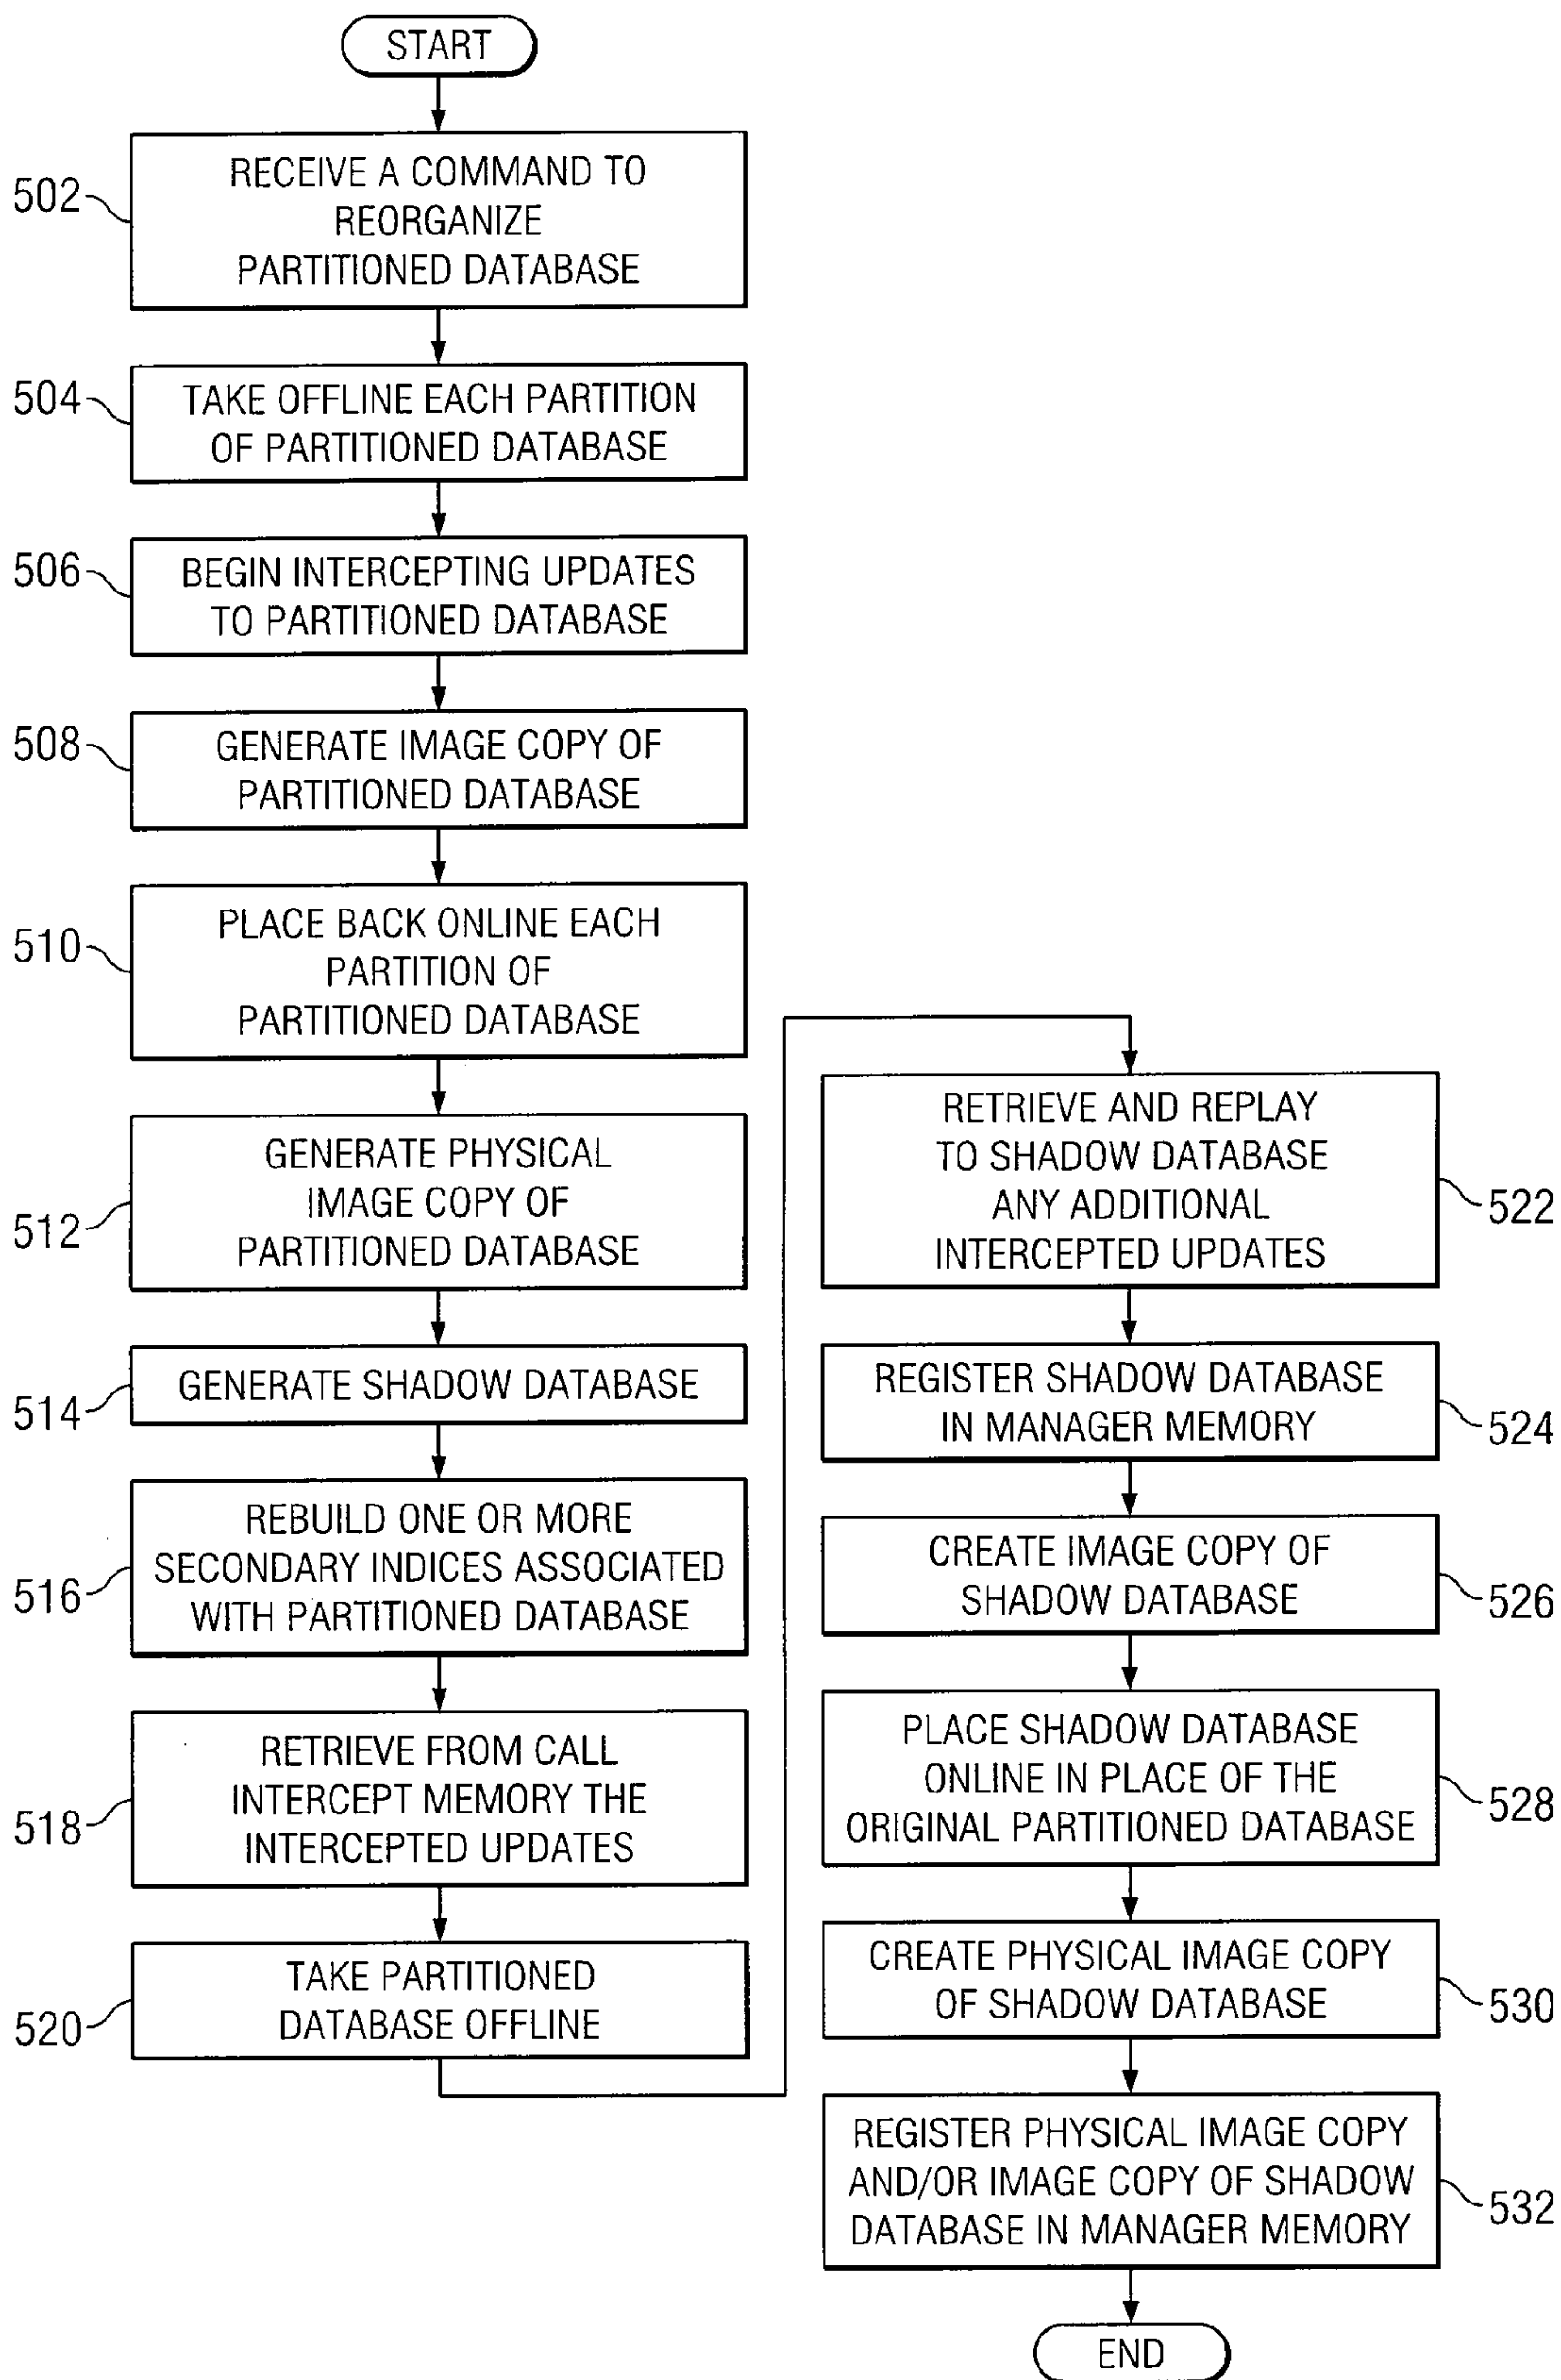 START
502
RECEIVE A COMMAND TO
REORGANIZE
PARTITIONED DATABASE
504
TAKE OFFLINE EACH PARTITION
OF PARTITIONED DATABASE
506
BEGIN INTERCEPTING UPDATES
TO PARTITIONED DATABASE
508
GENERATE IMAGE COPY OF
PARTITIONED DATABASE
510
PLACE BACK ONLINE EACH
PARTITION OF
PARTITIONED DATABASE
512
GENERATE PHYSICAL
IMAGE COPY OF
PARTITIONED DATABASE
514
GENERATE SHADOW DATABASE
516
REBUILD ONE OR MORE
SECONDARY INDICES ASSOCIATED
WITH PARTITIONED DATABASE
518
RETRIEVE FROM CALL
INTERCEPT MEMORY THE
INTERCEPTED UPDATES
520
TAKE PARTITIONED
DATABASE OFFLINE
RETRIEVE AND REPLAY
TO SHADOW DATABASE
ANY ADDITIONAL
INTERCEPTED UPDATES
522
REGISTER SHADOW DATABASE
IN MANAGER MEMORY
524
CREATE IMAGE COPY OF
SHADOW DATABASE
526
PLACE SHADOW DATABASE
ONLINE IN PLACE OF THE
ORIGINAL PARTITIONED DATABASE
528
CREATE PHYSICAL IMAGE COPY
OF SHADOW DATABASE
530
REGISTER PHYSICAL IMAGE COPY
AND/OR IMAGE COPY OF SHADOW
DATABASE IN MANAGER MEMORY
532
END